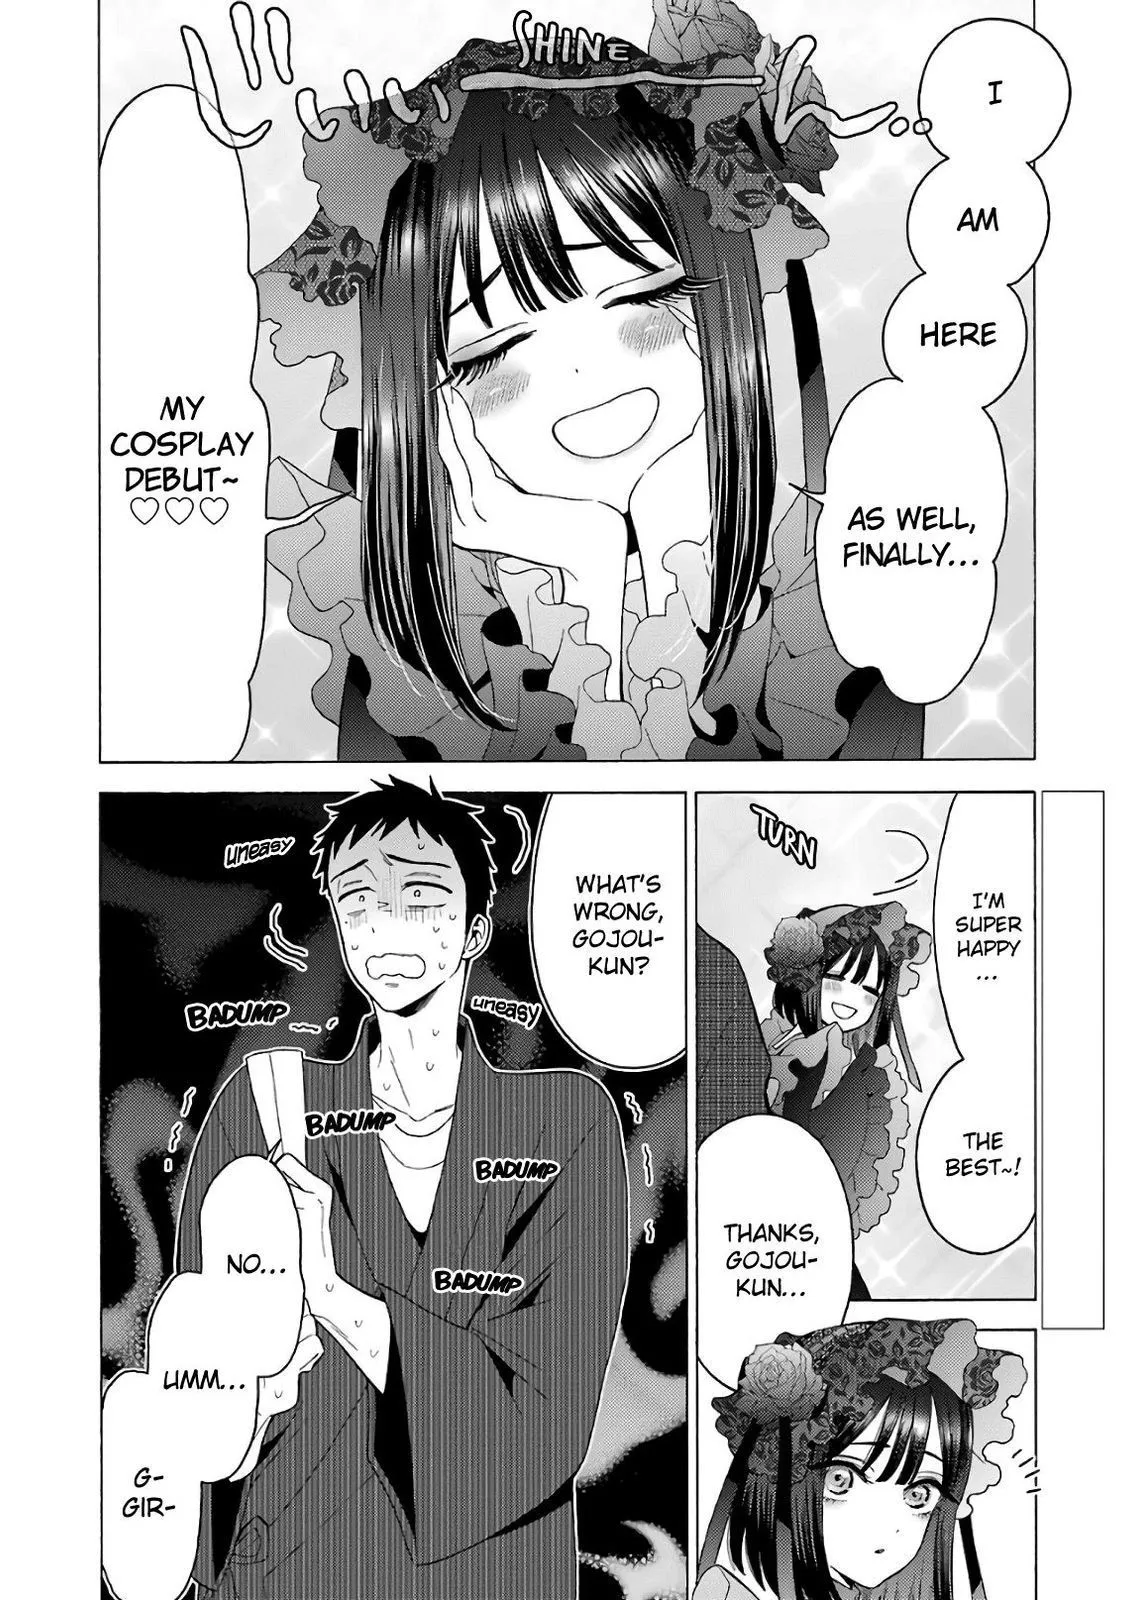 SHINE
I
AM
HERE
AS WELL,
FINALLY...
MY
COSPLAY
DEBUT~
♡♡♡
TURN
I'M
SUPER
HAPPY
...
THE
BEST~!
THANKS,
GOJOU-
KUN...
WHAT'S
WRONG,
GOJOU-
KUN?
uneasy
uneasy
BADUMP
BADUMP
BADUMP
BADUMP
NO...
UMM...
G-
GIR-